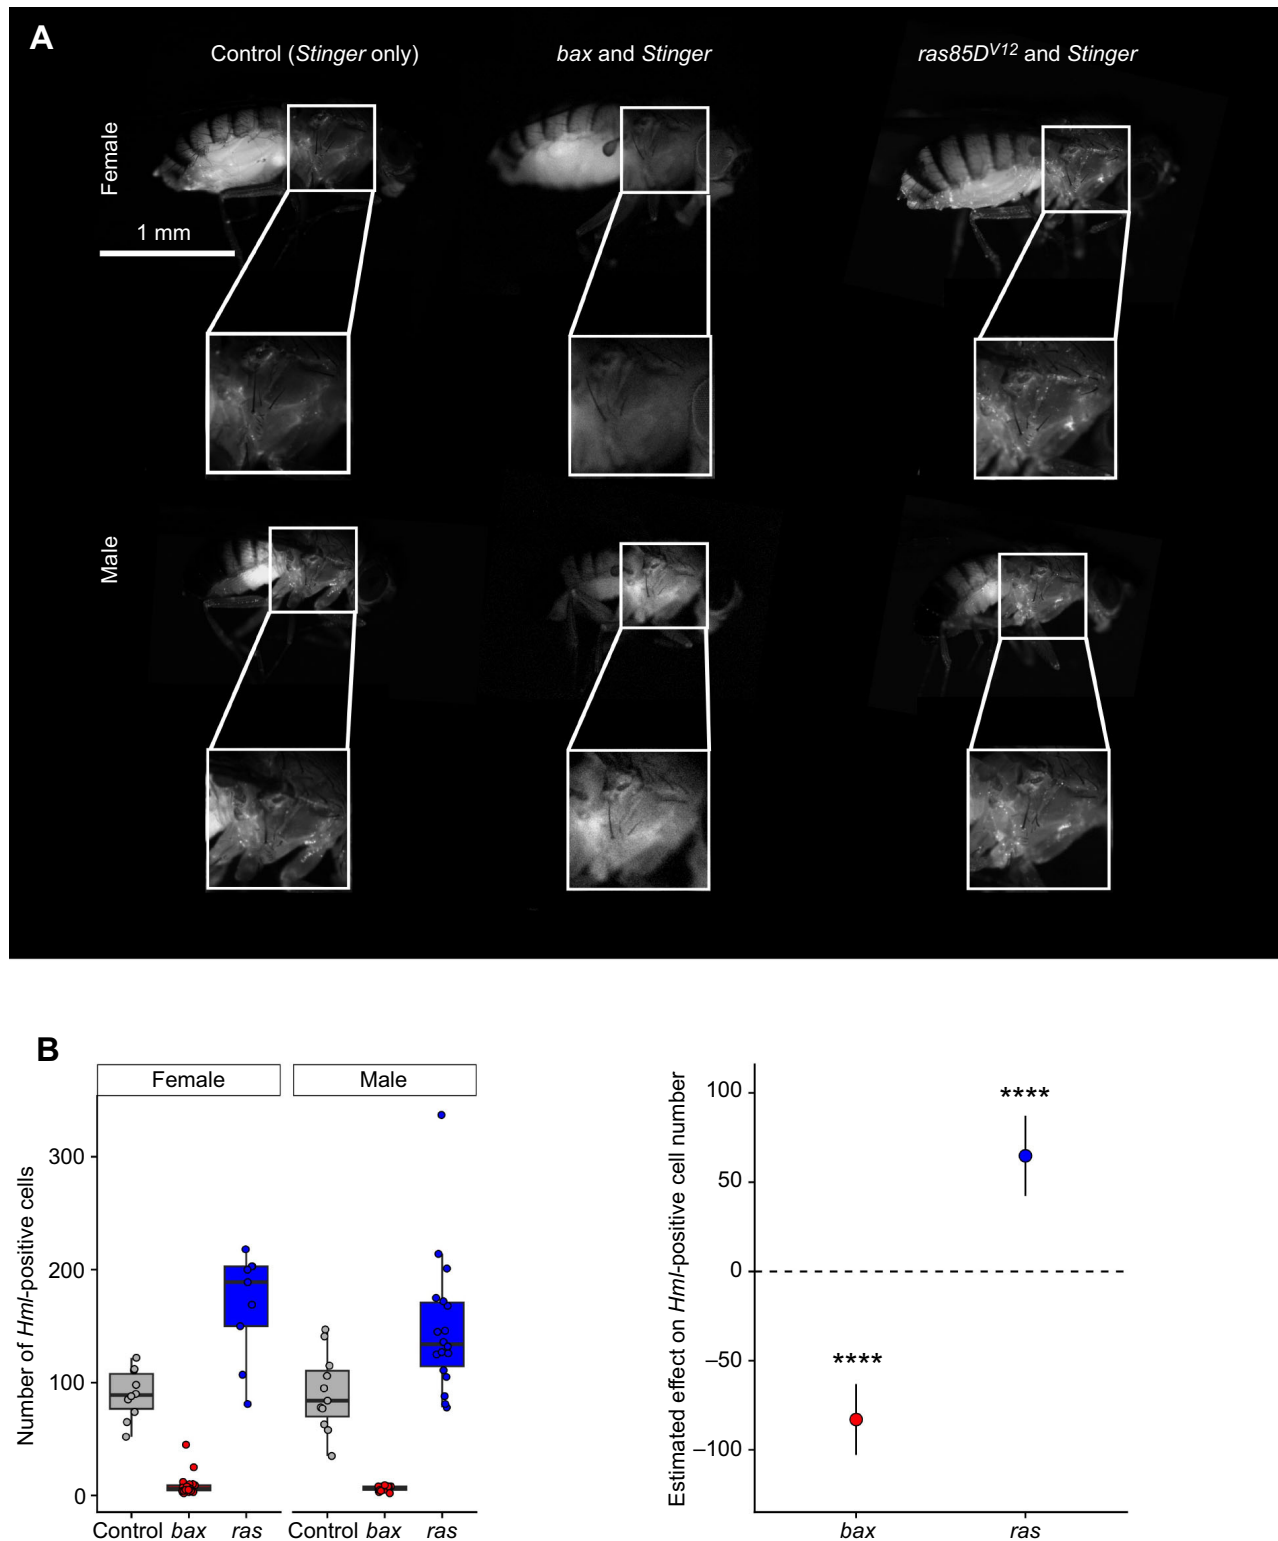 A
Control (Stinger only)
bax and Stinger
ras85DV12 and Stinger
Female
1 mm
Male
B
Female
Male
Number of Hml-positive cells
300
200
100
0
Control
bax
ras
Control
bax
ras
Estimated effect on Hml-positive cell number
100
50
0
–50
–100
****
****
bax
ras